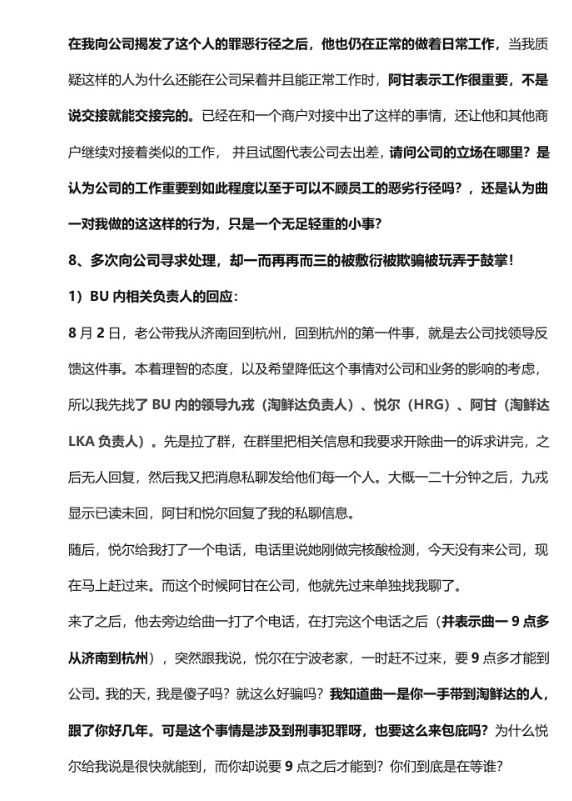 在我向公司揭发了这个人的罪恶行径之后，他也仍在正常的做着日常工作，当我质
疑这样的人为什么还能在公司呆着并且能正常工作时，阿甘表示工作很重要，不是
说交接就能交接完的。已经在和一个商户对接中出了这样的事情，还让他和其他商
户继续对接着类似的工作， 并且试图代表公司去出差，请问公司的立场在哪里？是
认为公司的工作重要到如此程度以至于可以不顾员工的恶劣行径吗？，还是认为曲
一对我做的这这样的行为，只是一个无足轻重的小事？
8、多次向公司寻求处理，却一而再再而三的被敷衍被欺骗被玩弄于鼓掌！
1）BU 内相关负责人的回应：
8 月 2 日，老公带我从济南回到杭州，回到杭州的第一件事，就是去公司找领导反
馈这件事。本着理智的态度，以及希望降低这个事情对公司和业务的影响的考虑，
所以我先找了 BU 内的领导九戎（淘鲜达负责人）、悦尔（HRG）、阿甘（淘鲜达
LKA 负责人）。先是拉了群，在群里把相关信息和我要求开除曲一的诉求讲完，之
后无人回复，然后我又把消息私聊发给他们每一个人。大概一二十分钟之后，九戎
显示已读未回，阿甘和悦尔回复了我的私聊信息。
随后，悦尔给我打了一个电话，电话里说她刚做完核酸检测，今天没有来公司，现
在马上赶过来。而这个时候阿甘在公司，他就先过来单独找我聊了。
来了之后，他去旁边给曲一打了个电话，在打完这个电话之后（并表示曲一 9 点多
从济南到杭州），突然跟我说，悦尔在宁波老家，一时赶不过来，要 9 点多才能到
公司。我的天，我是傻子吗？就这么好骗吗？我知道曲一是你一手带到淘鲜达的人，
跟了你好几年。可是这个事情是涉及到刑事犯罪呀，也要这么来包庇吗？为什么悦
尔给我说是很快就能到，而你却说要 9 点之后才能到？你们到底是在等谁？